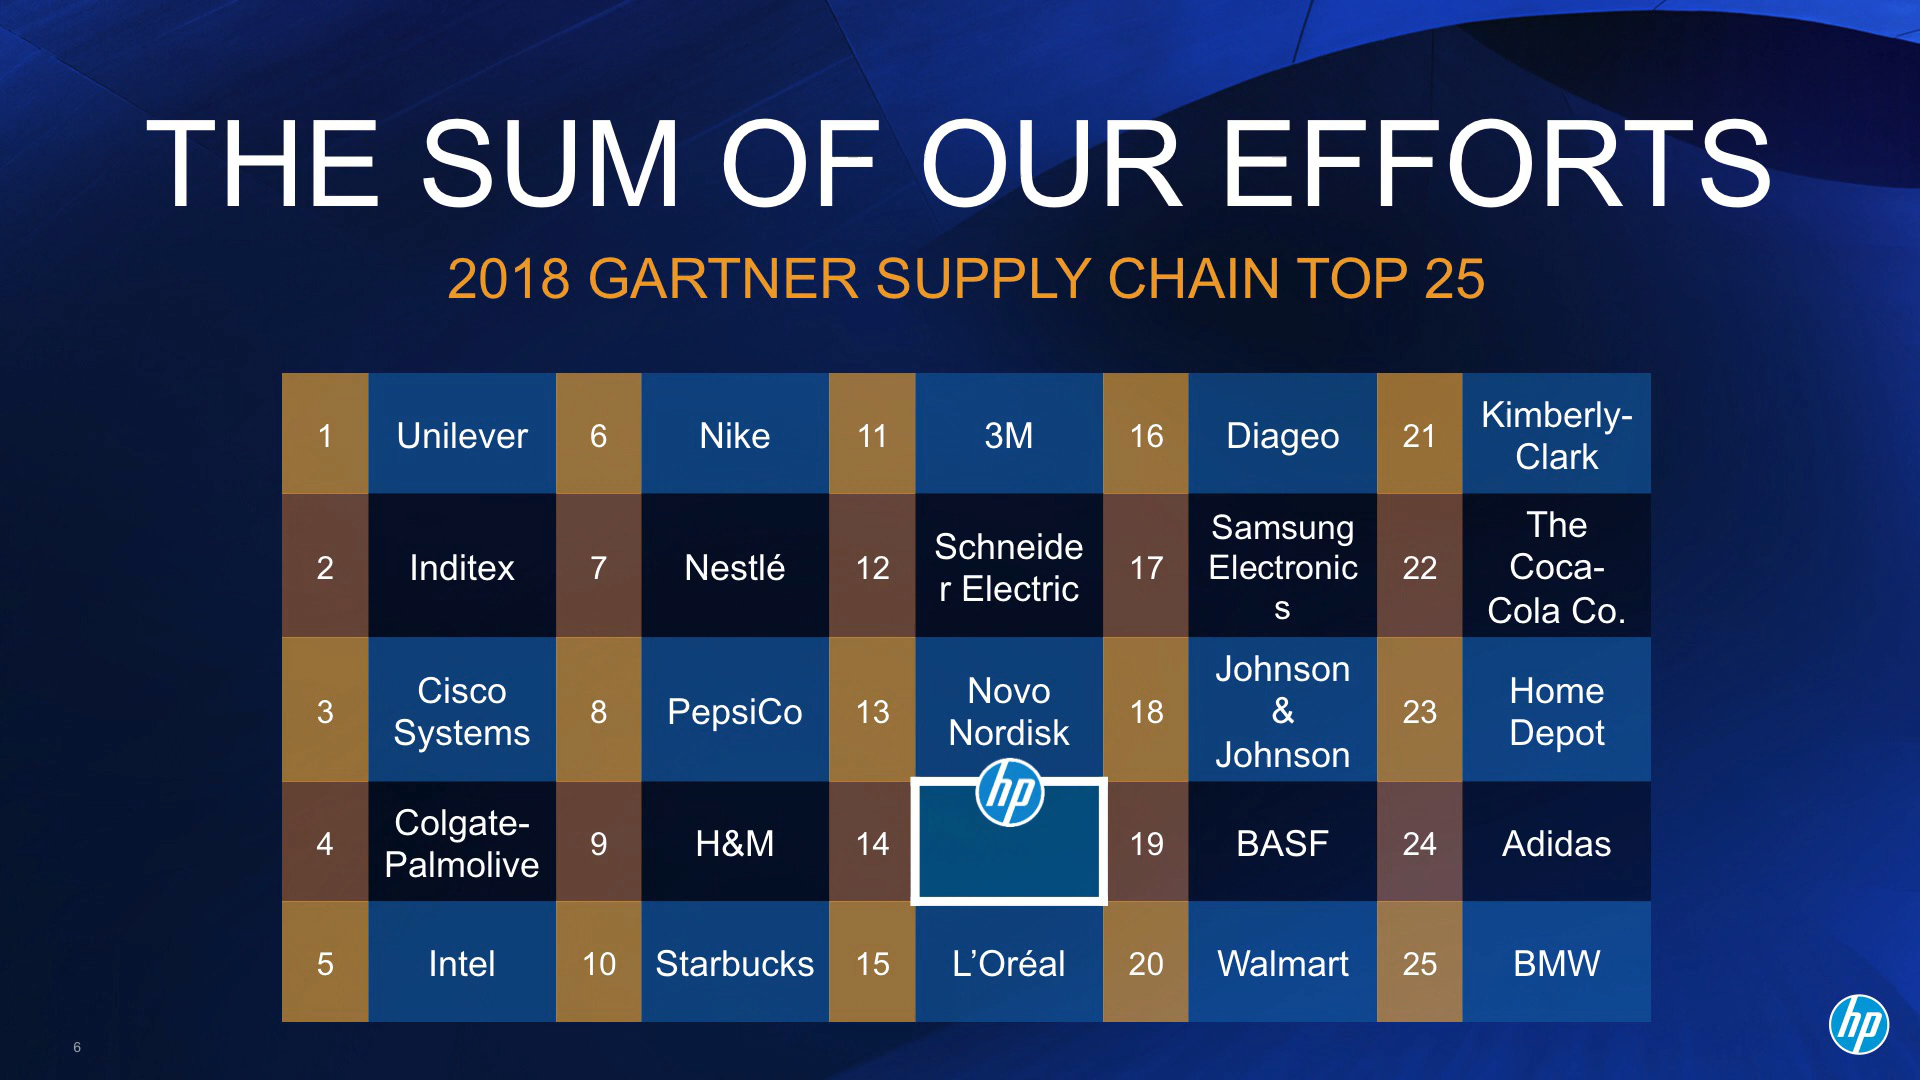 THE SUM OF OUR EFFORTS
2018 GARTNER SUPPLY CHAIN TOP 25
1
Unilever
6
Nike
11
3M
16
Diageo
21
Kimberly-
Clark
2
Inditex
7
Nestlé
12
Schneide
r Electric
17
Samsung
Electronic
s
22
The
Coca-
Cola Co.
3
Cisco
Systems
8
PepsiCo
13
Novo
Nordisk
18
Johnson
&
Johnson
23
Home
Depot
4
Colgate-
Palmolive
9
H&M
14
hp
19
BASF
24
Adidas
5
Intel
10
Starbucks
15
L’Oréal
20
Walmart
25
BMW
6
hp